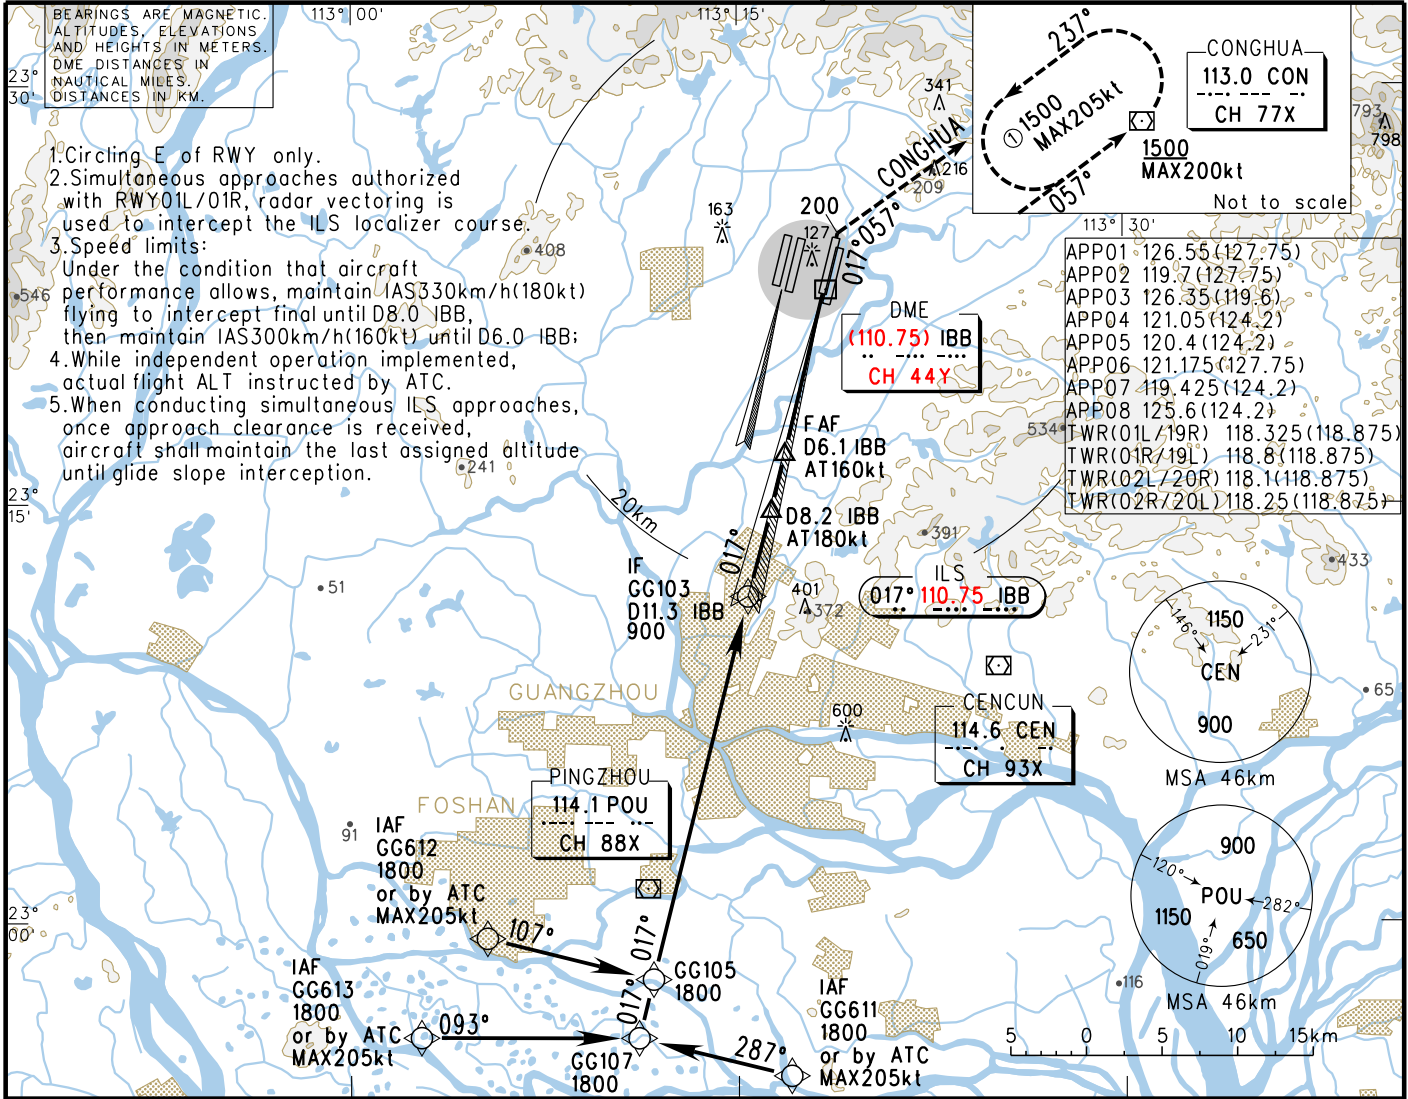 BEARINGS ARE MAGNETIC.
ALTITUDES, ELEVATIONS
AND HEIGHTS IN METERS.
DME DISTANCES IN
NAUTICAL MILES.
DISTANCES IN KM.
113° 00'
113° 15'
23°
30'
1.Circling E of RWY only.
2.Simultaneous approaches authorized
with RWY01L/01R, radar vectoring is
used to intercept the ILS localizer course.
3.Speed limits:
Under the condition that aircraft
performance allows, maintain IAS330km/h(180kt)
flying to intercept final until D8.0 IBB,
then maintain IAS300km/h(160kt) until D6.0 IBB;
4.While independent operation implemented,
actual flight ALT instructed by ATC.
5.When conducting simultaneous ILS approaches,
once approach clearance is received,
aircraft shall maintain the last assigned altitude
until glide slope interception.
237°
① 1500
MAX205kt
057°
1500
MAX200kt
Not to scale
CONGHUA
113.0 CON
CH 77X
793
798
341
216
209
CONGHUA
057°
017°
163
200
127
408
546
241
113° 30'
APP01 126.55(127.75)
APP02 119.7(127.75)
APP03 126.35(119.6)
APP04 121.05(124.2)
APP05 120.4(124.2)
APP06 121.175(127.75)
APP07 119.425(124.2)
APP08 125.6(124.2)
TWR(01L/19R) 118.325(118.875)
TWR(01R/19L) 118.8(118.875)
TWR(02L/20R) 118.1(118.875)
TWR(02R/20L) 118.25(118.875)
534
DME
(110.75) IBB
CH 44Y
FAF
D6.1 IBB
AT160kt
D8.2 IBB
AT180kt
23°
15'
20km
017°
391
433
51
IF
GG103
D11.3 IBB
900
401
372
ILS
017° 110.75 IBB
1150
146°
231°
CEN
900
MSA 46km
65
GUANGZHOU
600
CENCUN
114.6 CEN
CH 93X
PINGZHOU
114.1 POU
CH 88X
FOSHAN
91
IAF
GG612
1800
or by ATC
MAX205kt
107°
017°
900
120°
POU
282°
1150
650
019°
MSA 46km
23°
00'
GG105
1800
017°
116
IAF
GG613
1800
or by ATC
MAX205kt
093°
GG107
1800
287°
IAF
GG611
1800
or by ATC
MAX205kt
5 0 5 10 15km